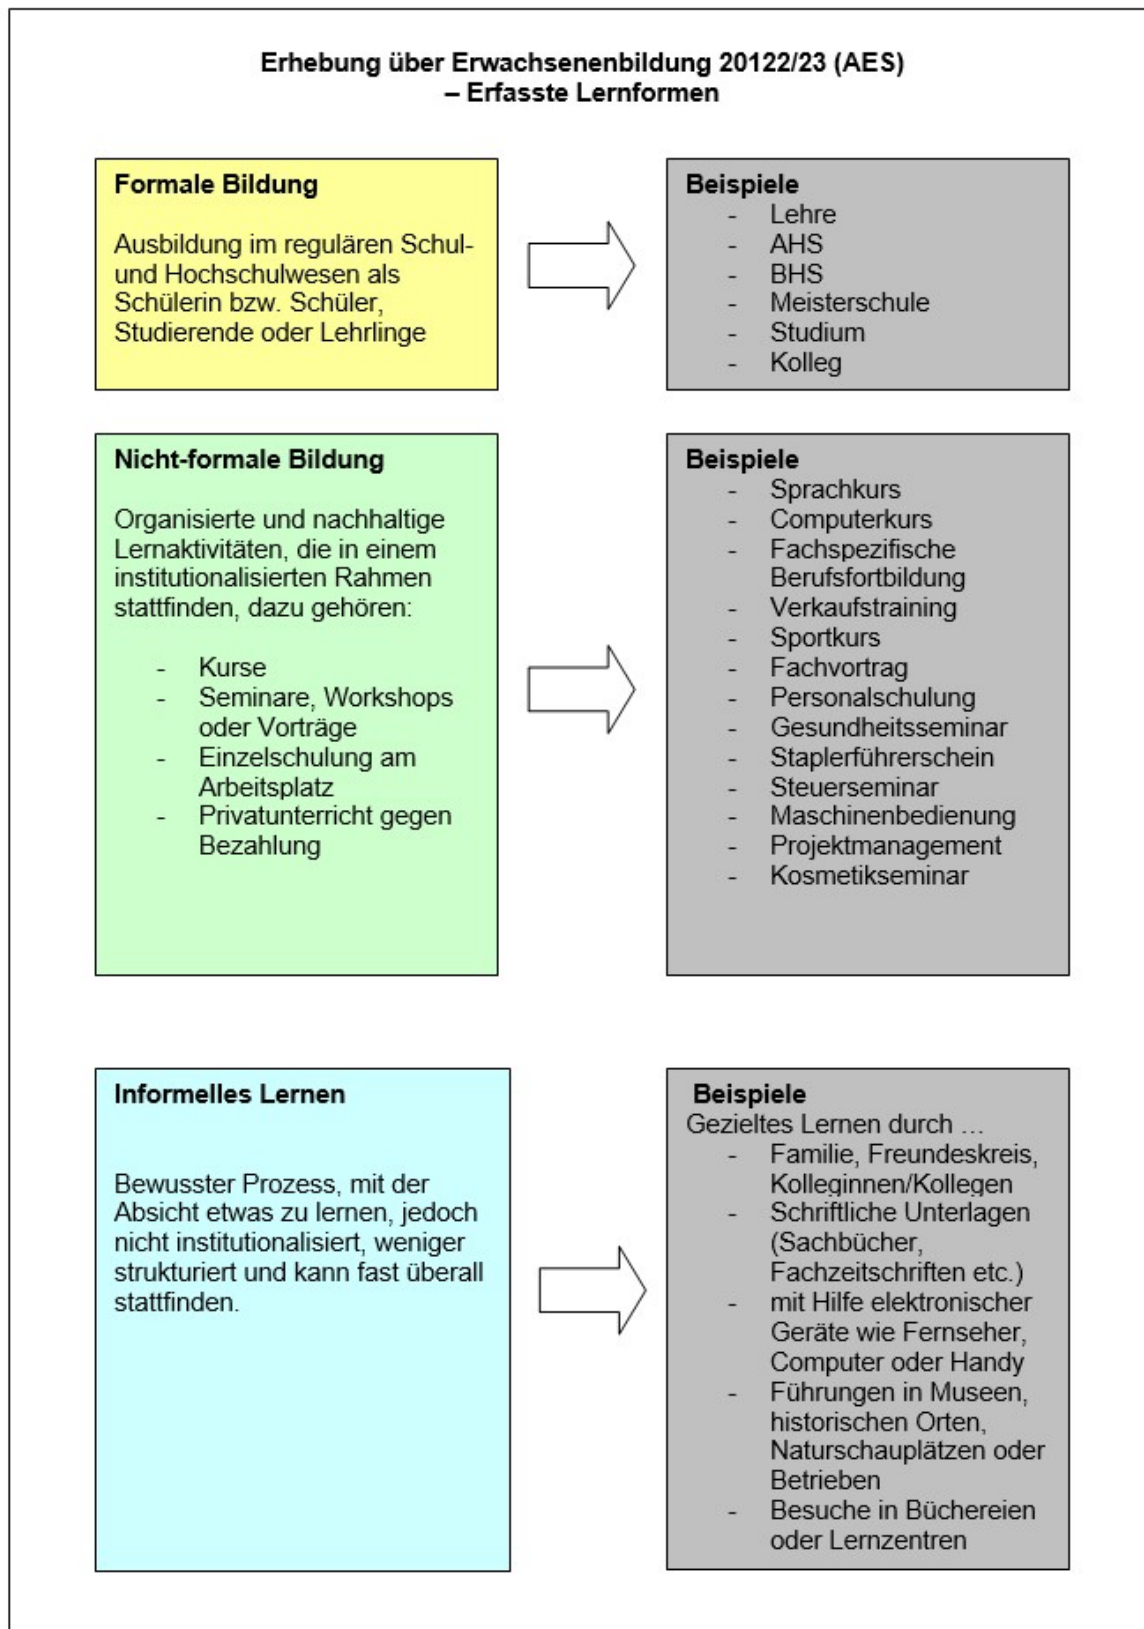 Erhebung über Erwachsenenbildung 20122/23 (AES)
– Erfasste Lernformen
Formale Bildung
Ausbildung im regulären Schul-
und Hochschulwesen als
Schülerin bzw. Schüler,
Studierende oder Lehrlinge
Beispiele
- Lehre
- AHS
- BHS
- Meisterschule
- Studium
- Kolleg
Nicht-formale Bildung
Organisierte und nachhaltige
Lernaktivitäten, die in einem
institutionalisierten Rahmen
stattfinden, dazu gehören:
- Kurse
- Seminare, Workshops
oder Vorträge
- Einzelschulung am
Arbeitsplatz
- Privatunterricht gegen
Bezahlung
Beispiele
- Sprachkurs
- Computerkurs
- Fachspezifische
Berufsfortbildung
- Verkaufstraining
- Sportkurs
- Fachvortrag
- Personalschulung
- Gesundheitsseminar
- Staplerführerschein
- Steuerseminar
- Maschinenbedienung
- Projektmanagement
- Kosmetikseminar
Informelles Lernen
Bewusster Prozess, mit der
Absicht etwas zu lernen, jedoch
nicht institutionalisiert, weniger
strukturiert und kann fast überall
stattfinden.
Beispiele
Gezieltes Lernen durch …
- Familie, Freundeskreis,
Kolleginnen/Kollegen
- Schriftliche Unterlagen
(Sachbücher,
Fachzeitschriften etc.)
- mit Hilfe elektronischer
Geräte wie Fernseher,
Computer oder Handy
- Führungen in Museen,
historischen Orten,
Naturschauplätzen oder
Betrieben
- Besuche in Büchereien
oder Lernzentren